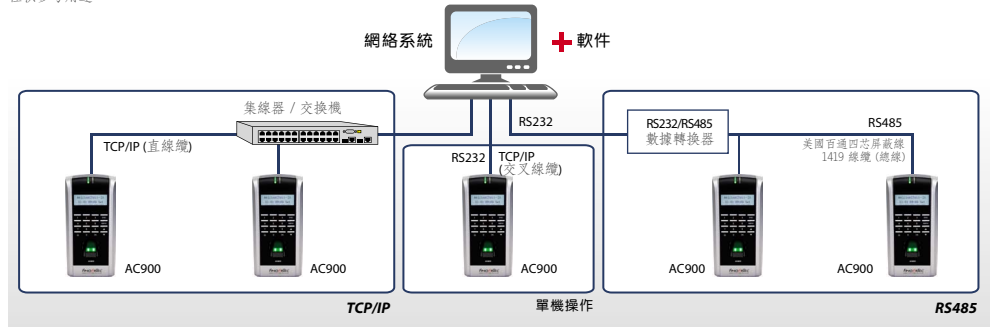 網絡系統
軟件
集線器 / 交換機
TCP/IP (直線纜)
AC900
AC900
TCP/IP
RS232
RS232
TCP/IP
(交叉線纜)
AC900
單機操作
RS232/RS485
數據轉換器
RS485
美國百通四芯屏蔽線
1419 線纜 (總線)
AC900
AC900
RS485